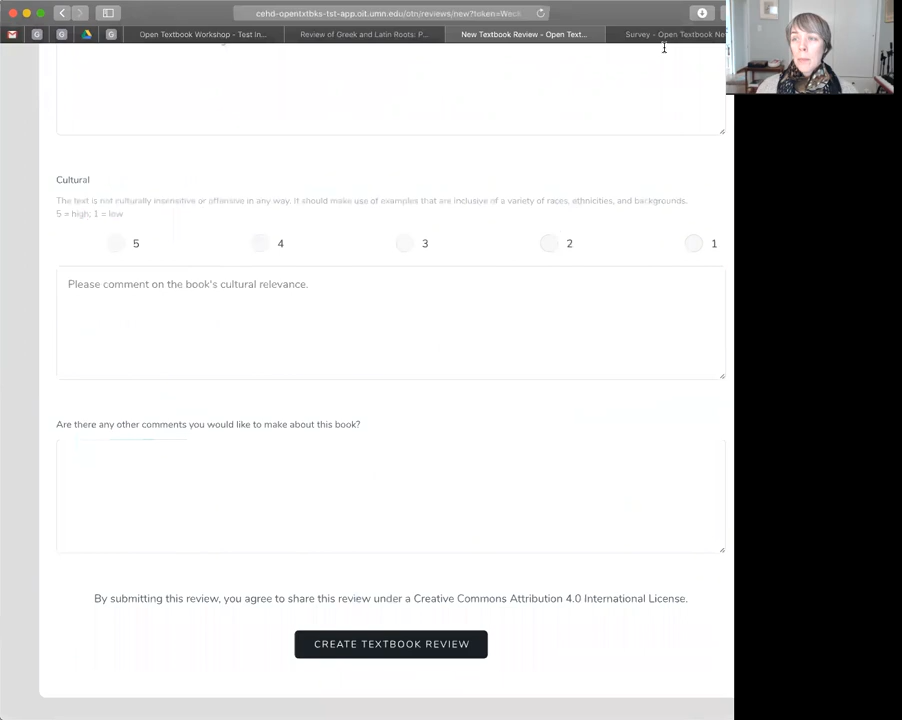 cehd-opentxtbks-tst-app.oit.umn.edu/otn/reviews/new?token=Weck
G G G Open Textbook Workshop - Test In... Review of Greek and Latin Roots: P... New Textbook Review - Open Text... Survey - Open Textbook Ne
Cultural
The text is not culturally insensitive or offensive in any way. It should make use of examples that are inclusive of a variety of races, ethnicities, and backgrounds.
5 = high; 1 = low
5 4 3 2 1
Please comment on the book's cultural relevance.
Are there any other comments you would like to make about this book?
By submitting this review, you agree to share this review under a Creative Commons Attribution 4.0 International License.
CREATE TEXTBOOK REVIEW